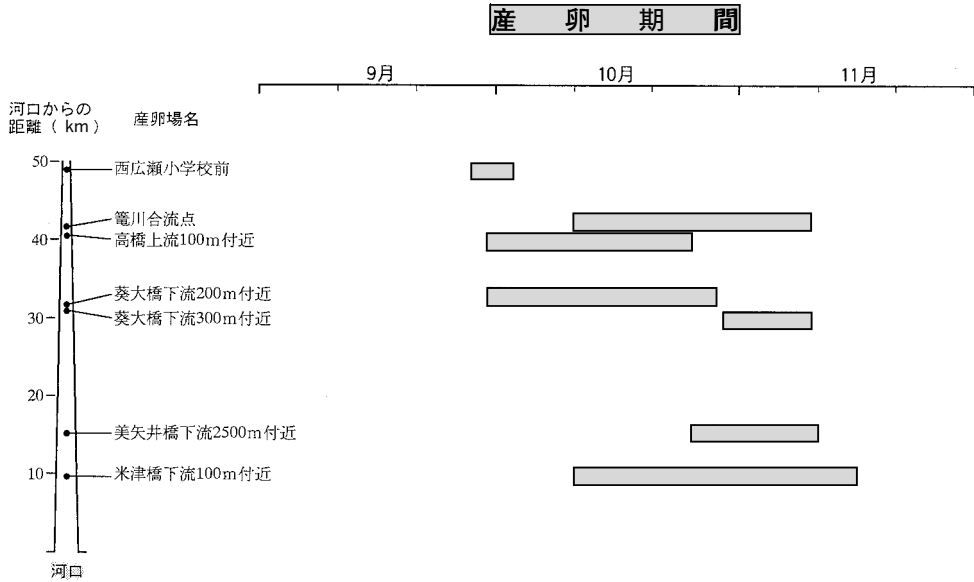 産卵期間
9月 10月 11月
河口からの
距離( km )
産卵場名
50
西広瀬小学校前
篭川合流点
40
高橋上流100m付近
葵大橋下流200m付近
30
葵大橋下流300m付近
20
美矢井橋下流2500m付近
10
米津橋下流100m付近
河口